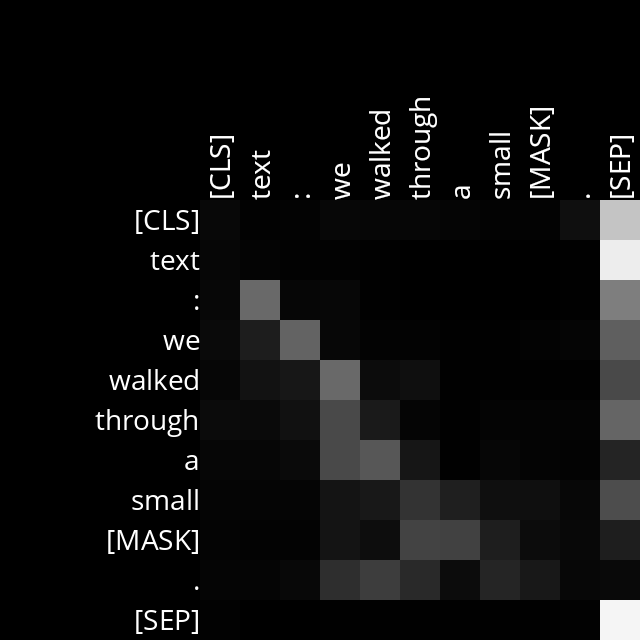 [CLS] text : we walked through a small [MASK] . [SEP]
[CLS]
text
:
we
walked
through
a
small
[MASK]
.
[SEP]